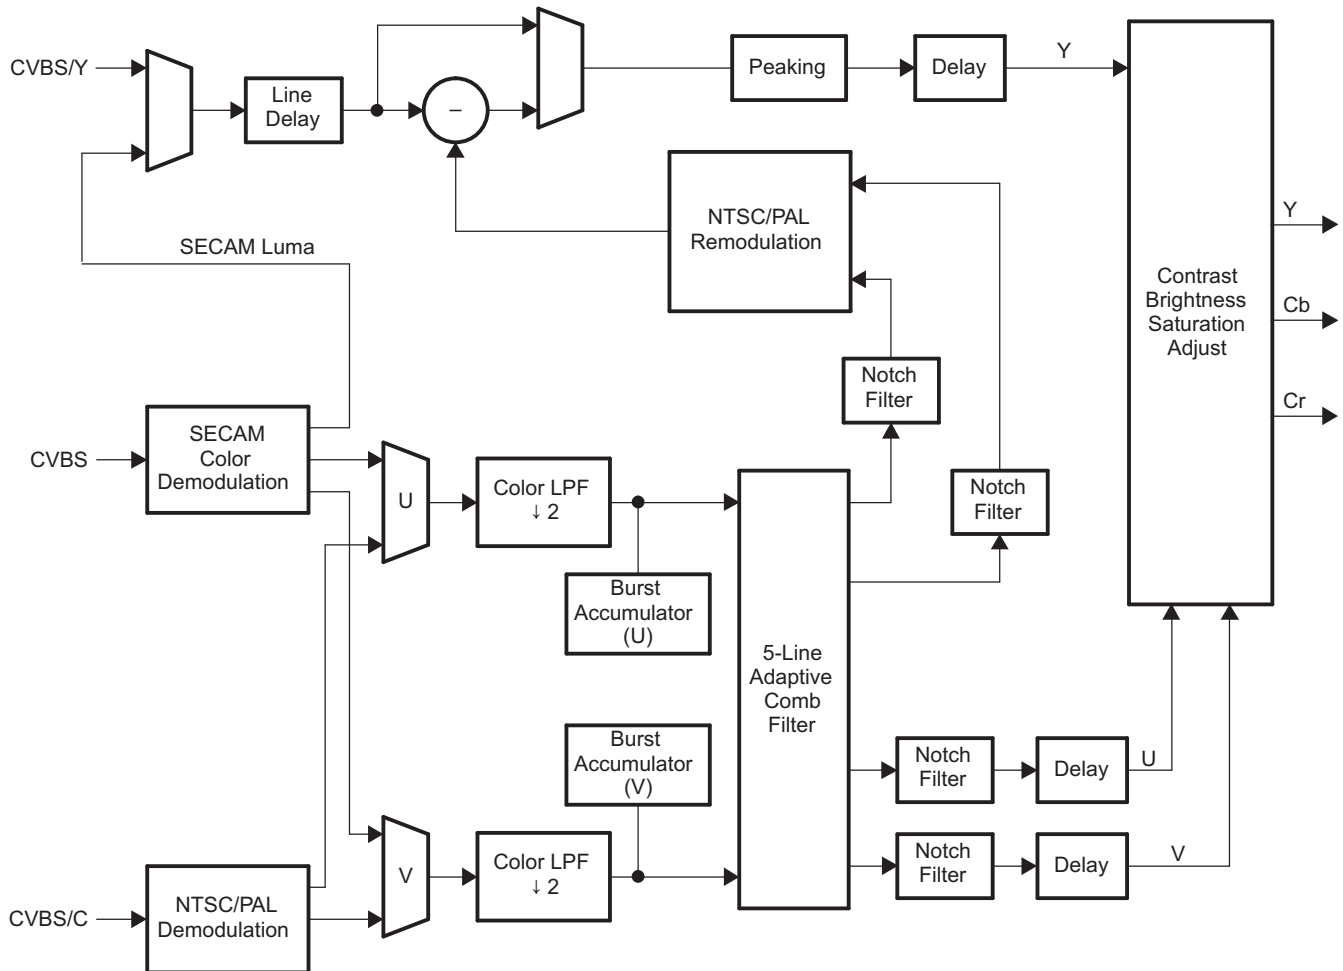 CVBS/Y
Line
Delay
–
Peaking
Delay
Y
NTSC/PAL
Remodulation
SECAM Luma
Contrast
Brightness
Saturation
Adjust
Y
Cb
Cr
Notch
Filter
CVBS
SECAM
Color
Demodulation
U
Color LPF
↓ 2
Notch
Filter
Burst
Accumulator
(U)
5-Line
Adaptive
Comb
Filter
Burst
Accumulator
(V)
Notch
Filter
Delay
U
CVBS/C
NTSC/PAL
Demodulation
V
Color LPF
↓ 2
Notch
Filter
Delay
V